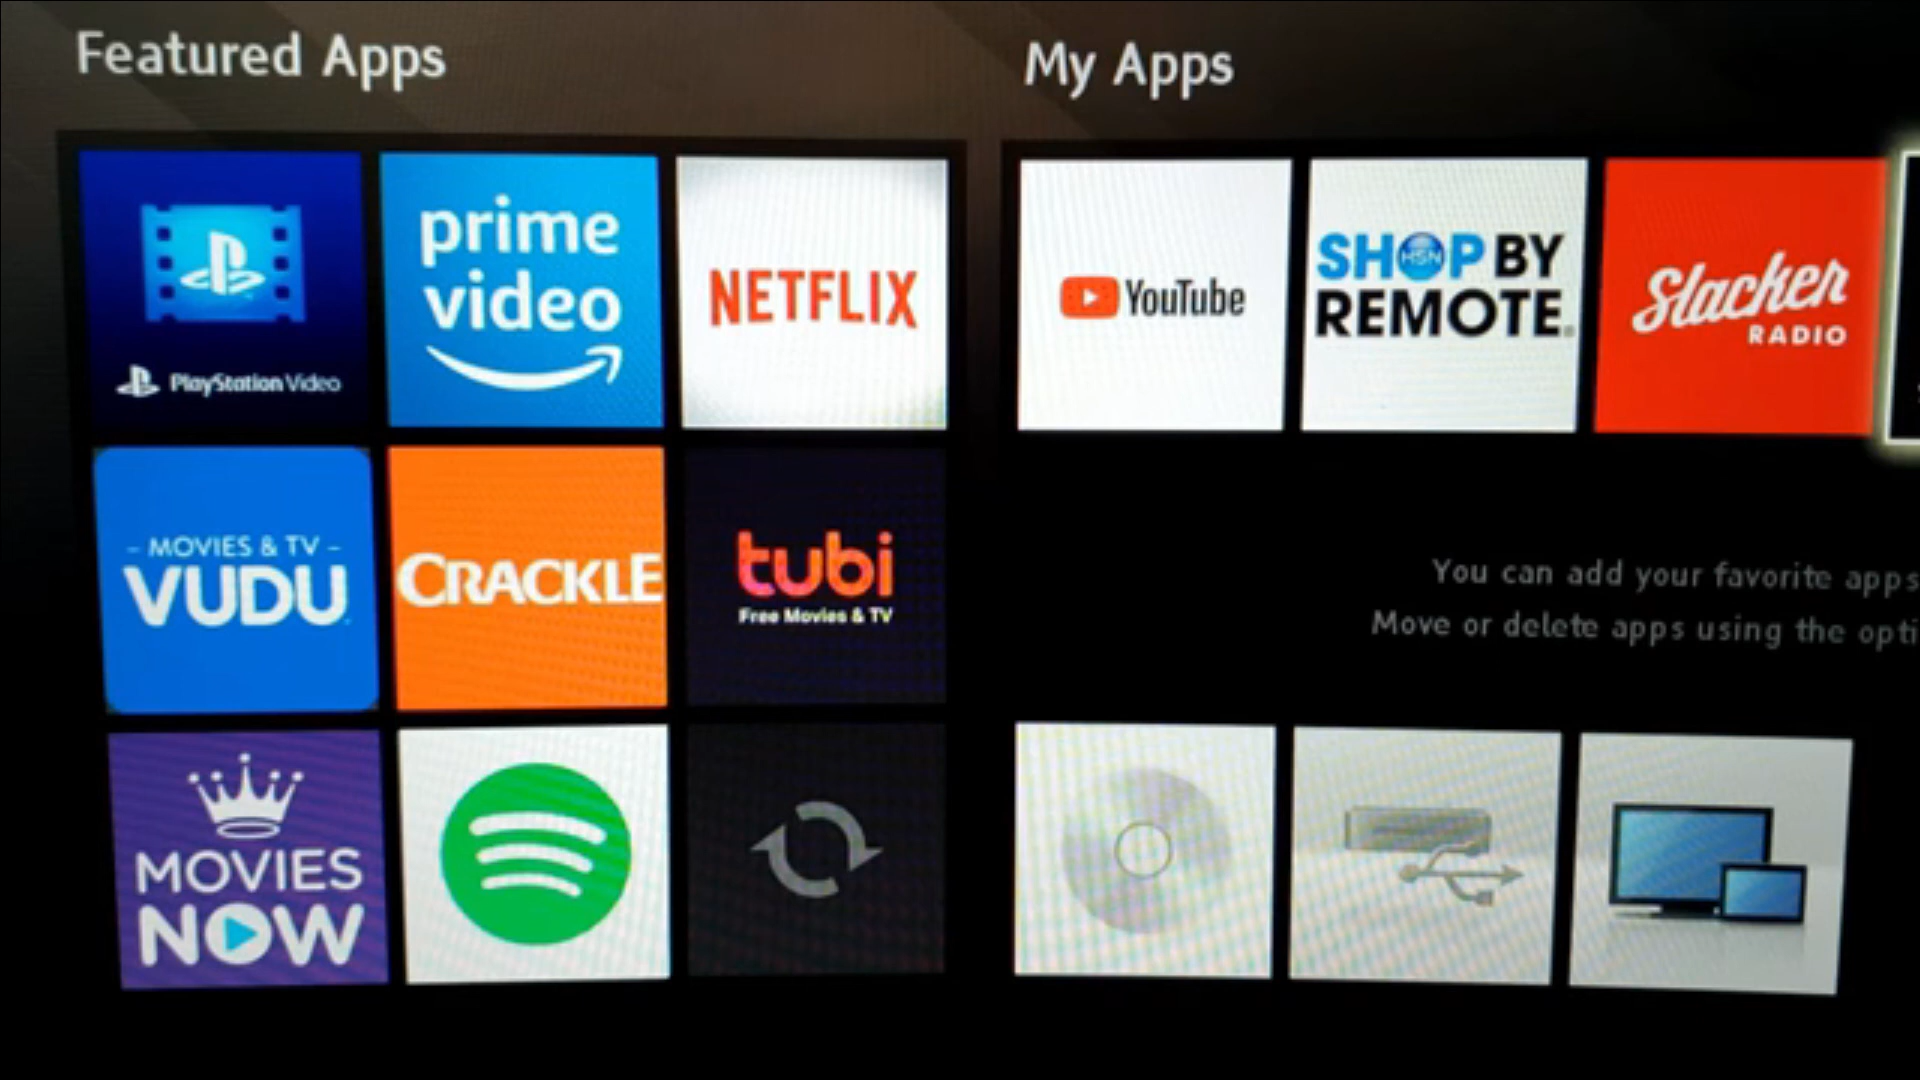 Featured Apps
My Apps
PlayStation Video
prime
video
NETFLIX
YouTube
SHOP BY
HSN
REMOTE
Slacker
RADIO
- MOVIES & TV -
VUDU
CRACKLE
tubi
Free Movies & TV
You can add your favorite apps
Move or delete apps using the opti
MOVIES
NOW